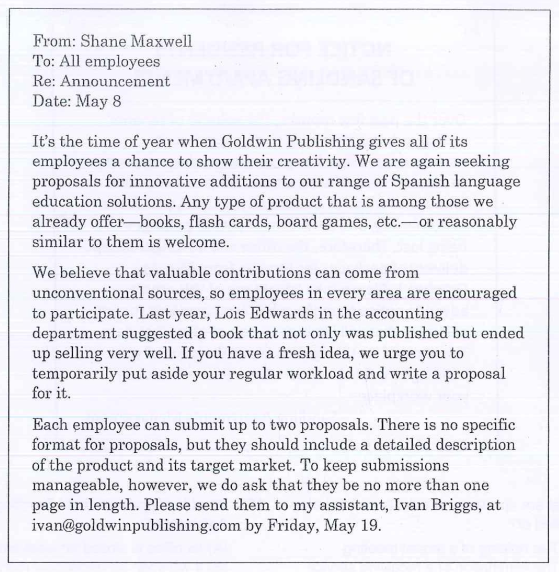 From: Shane Maxwell
To: All employees
Re: Announcement
Date: May 8
It's the time of year when Goldwin Publishing gives all of its
employees a chance to show their creativity. We are again seeking
proposals for innovative additions to our range of Spanish language
education solutions. Any type of product that is among those we
already offer—books, flash cards, board games, etc.—or reasonably
similar to them is welcome.
We believe that valuable contributions can come from
unconventional sources, so employees in every area are encouraged
to participate. Last year, Lois Edwards in the accounting
department suggested a book that not only was published but ended
up selling very well. If you have a fresh idea, we urge you to
temporarily put aside your regular workload and write a proposal
for it.
Each employee can submit up to two proposals. There is no specific
format for proposals, but they should include a detailed description
of the product and its target market. To keep submissions
manageable, however, we do ask that they be no more than one
page in length. Please send them to my assistant, Ivan Briggs, at
ivan@goldwinpublishing.com by Friday, May 19.